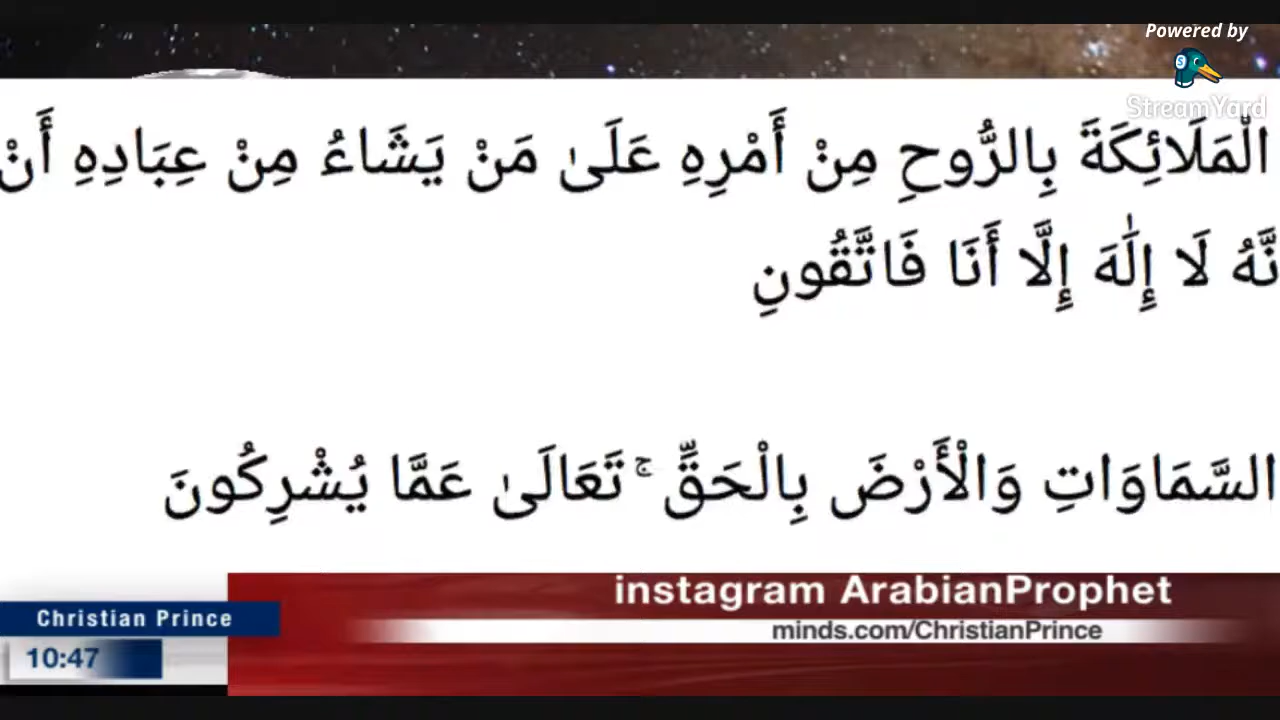 Powered by
StreamYard
الْمَلَائِكَةَ بِالرُّوحِ مِنْ أَمْرِهِ عَلَىٰ مَنْ يَشَاءُ مِنْ عِبَادِهِ أَنْ
نَّهُ لَا إِلَٰهَ إِلَّا أَنَا فَاتَّقُونِ
السَّمَاوَاتِ وَالْأَرْضَ بِالْحَقِّ ۚ تَعَالَىٰ عَمَّا يُشْرِكُونَ
instagram ArabianProphet
Christian Prince
minds.com/ChristianPrince
10:47